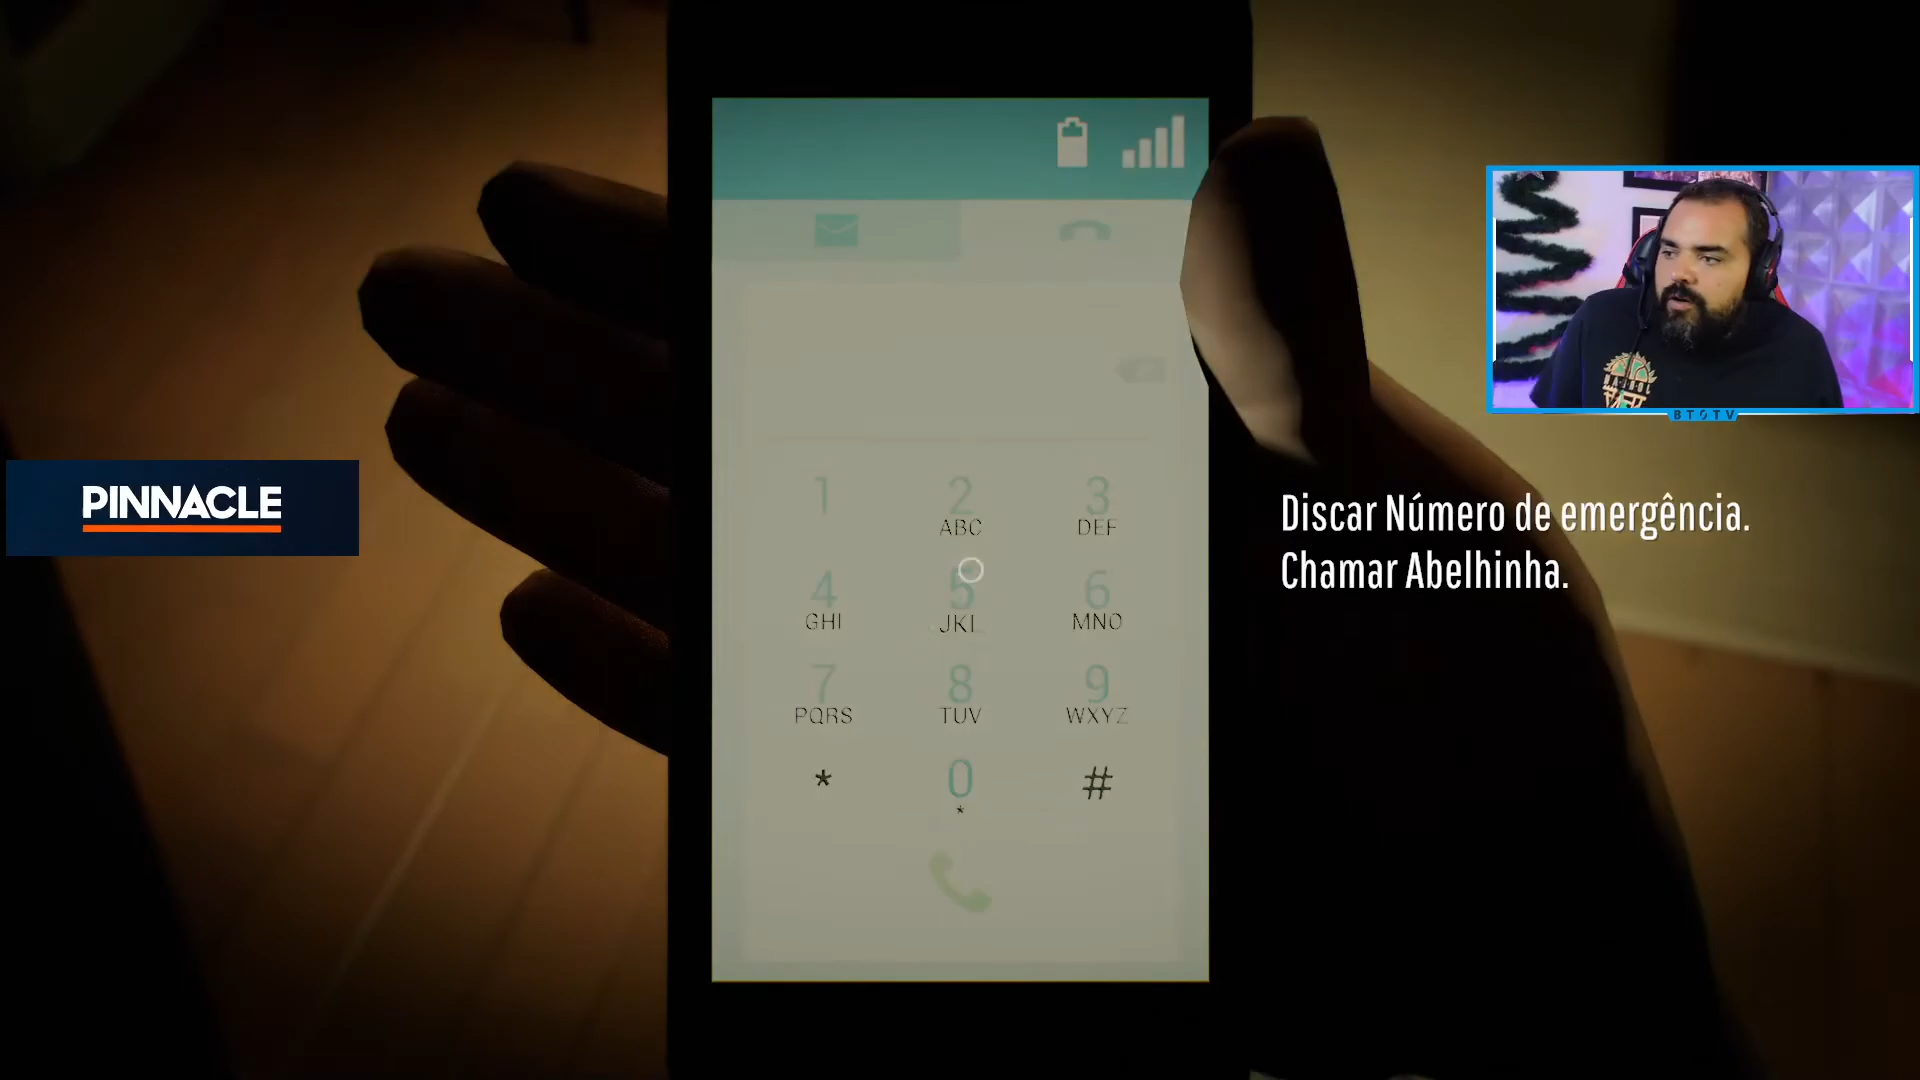 PINNACLE
1
2
ABC
3
DEF
4
GHI
5
JKL
6
MNO
7
PQRS
8
TUV
9
WXYZ
*
0
*
#
Discar Número de emergência.
Chamar Abelhinha.
BTSTV